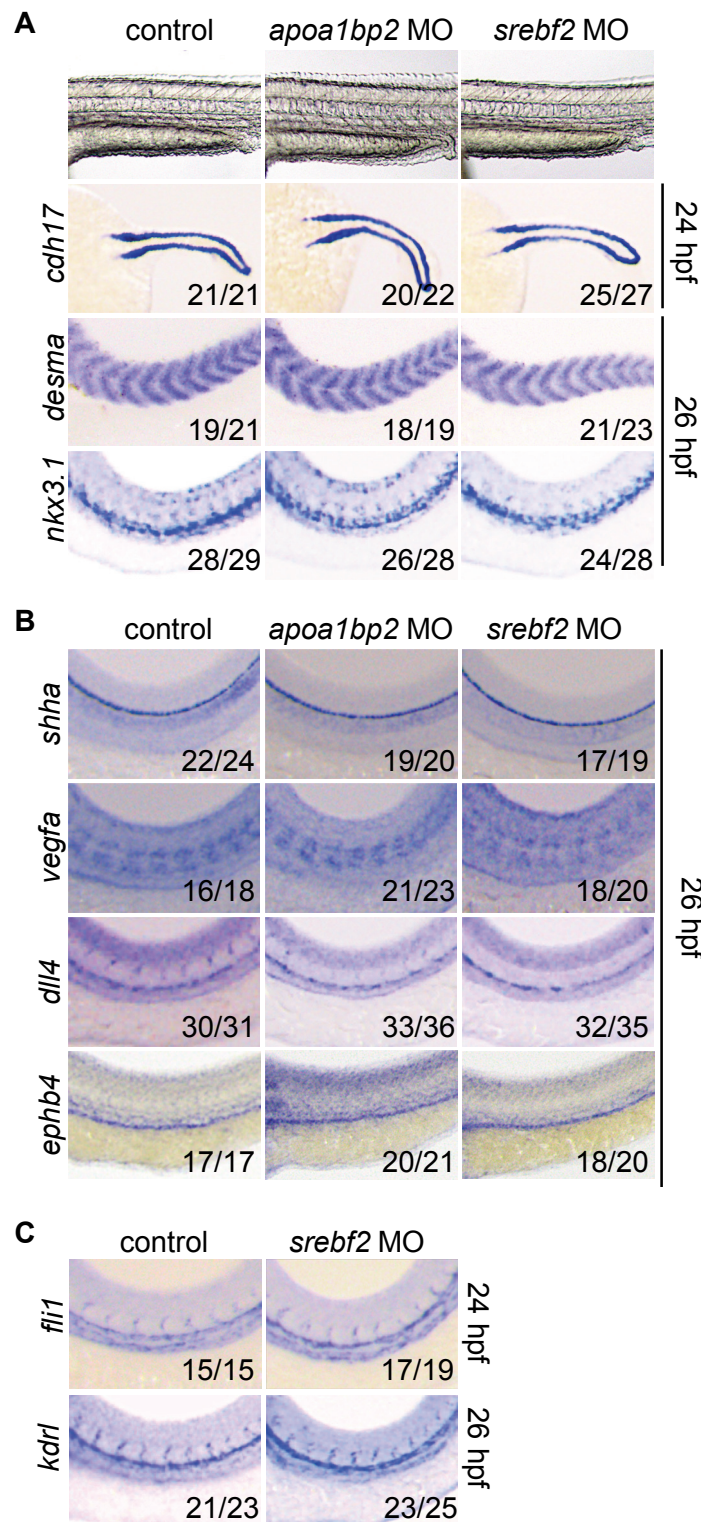 A
control apoa1bp2 MO srebf2 MO
cdh17
21/21 20/22 25/27
24 hpf
desma
19/21 18/19 21/23
nkx3.1
28/29 26/28 24/28
26 hpf
B
control apoa1bp2 MO srebf2 MO
shha
22/24 19/20 17/19
vegfa
16/18 21/23 18/20
dll4
30/31 33/36 32/35
ephb4
17/17 20/21 18/20
26 hpf
C
control srebf2 MO
fli1
15/15 17/19
24 hpf
kdrl
21/23 23/25
26 hpf